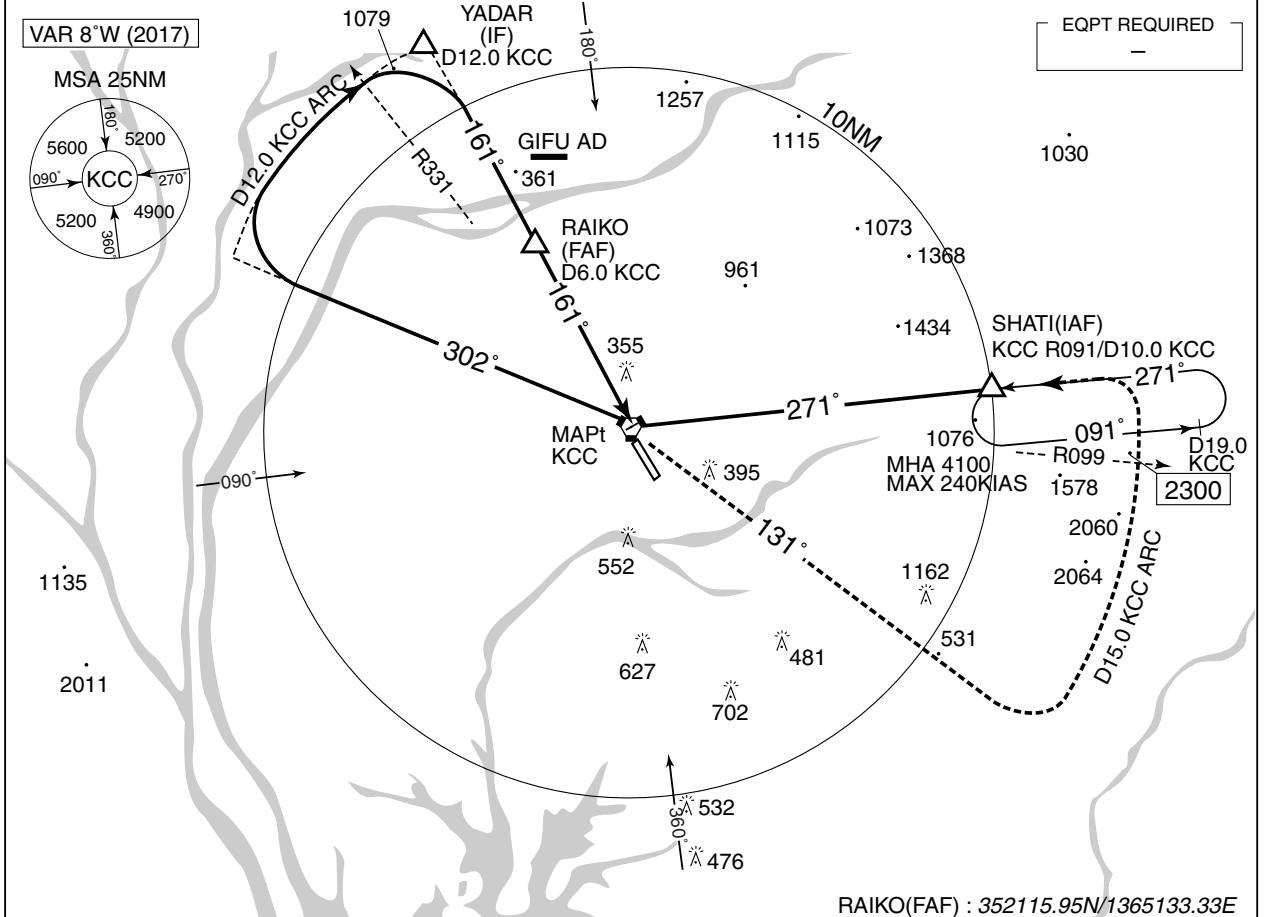 VAR 8˚W (2017)
MSA 25NM
180˚
5600
5200
090˚
KCC
270˚
5200
4900
360˚
1079
YADAR
(IF)
D12.0 KCC
180˚
EQPT REQUIRED
–
D12.0 KCC ARC
R331
161˚
GIFU AD
361
1257
1115
10NM
1030
RAIKO
(FAF)
D6.0 KCC
161˚
961
1073
1368
1434
302˚
355
SHATI(IAF)
KCC R091/D10.0 KCC
271˚
271˚
MAPt
KCC
1076
091˚
D19.0
KCC
MHA 4100
MAX 240KIAS
R099
2300
1578
395
090˚
131˚
2060
2064
552
1162
1135
D15.0 KCC ARC
531
627
481
2011
702
532
360˚
476
RAIKO(FAF) : 352115.95N/1365133.33E